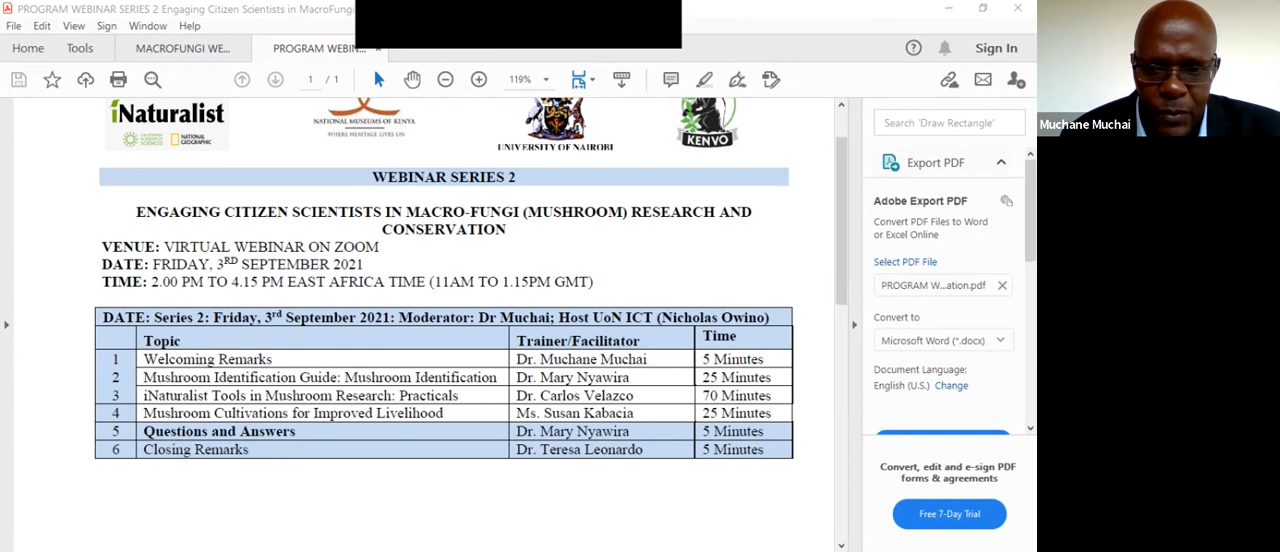 PROGRAM WEBINAR SERIES 2 Engaging Citizen Scientists in MacroFungi
File Edit View Sign Window Help
Home Tools MACROFUNGI WE... PROGRAM WEBIN... × Sign In
1 / 1 119%
iNaturalist
CALIFORNIA ACADEMY OF SCIENCES NATIONAL GEOGRAPHIC
NATIONAL MUSEUMS OF KENYA
WHERE HERITAGE LIVES ON
UNIVERSITY OF NAIROBI
KENVO
WEBINAR SERIES 2
ENGAGING CITIZEN SCIENTISTS IN MACRO-FUNGI (MUSHROOM) RESEARCH AND
CONSERVATION
VENUE: VIRTUAL WEBINAR ON ZOOM
DATE: FRIDAY, 3RD SEPTEMBER 2021
TIME: 2.00 PM TO 4.15 PM EAST AFRICA TIME (11AM TO 1.15PM GMT)
DATE: Series 2: Friday, 3rd September 2021: Moderator: Dr Muchai; Host UoN ICT (Nicholas Owino)
Topic Trainer/Facilitator Time
1 Welcoming Remarks Dr. Muchane Muchai 5 Minutes
2 Mushroom Identification Guide: Mushroom Identification Dr. Mary Nyawira 25 Minutes
3 iNaturalist Tools in Mushroom Research: Practicals Dr. Carlos Velazco 70 Minutes
4 Mushroom Cultivations for Improved Livelihood Ms. Susan Kabacia 25 Minutes
5 Questions and Answers Dr. Mary Nyawira 5 Minutes
6 Closing Remarks Dr. Teresa Leonardo 5 Minutes
Search 'Draw Rectangle'
Export PDF
Adobe Export PDF
Convert PDF Files to Word
or Excel Online
Select PDF File
PROGRAM W...ation.pdf ×
Convert to
Microsoft Word (*.docx)
Document Language:
English (U.S.) Change
Convert, edit and e-sign PDF
forms & agreements
Free 7-Day Trial
Muchane Muchai